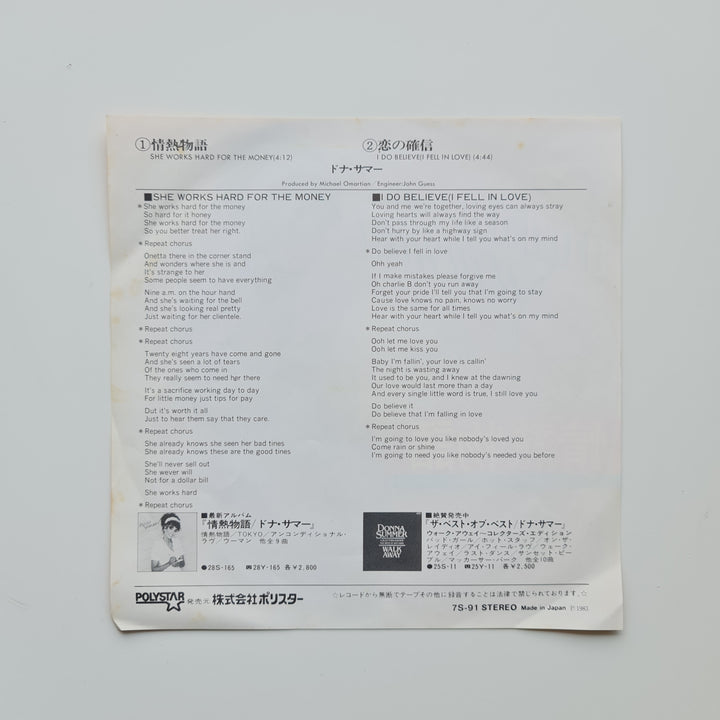 ①情熱物語
SHE WORKS HARD FOR THE MONEY(4:12)
②恋の確信
I DO BELIEVE(I FELL IN LOVE) (4:44)
ドナ・サマー
Produced by Michael Omartian/Engineer:John Guess
■SHE WORKS HARD FOR THE MONEY
*She works hard for the money
So hard for it honey
She works hard for the money
So you better treat her right.
*Repeat chorus
Onetta there in the corner stand
And wonders where she is and
It's strange to her
Some people seem to have everything
Nine a.m. on the hour hand
And she's waiting for the bell
And she's looking real pretty
Just waiting for her clientele.
*Repeat chorus
*Repeat chorus
Twenty eight years have come and gone
And she's seen a lot of tears
Of the ones who come in
They really seem to need her there
It's a sacrifice working day to day
For little money just tips for pay
But it's worth it all
Just to hear them say that they care.
*Repeat chorus
She already knows she seen her bad tines
She already knows these are the good tines
She'll never sell out
She wever will
Not for a dollar bill
She works hard
*Repeat chorus
■I DO BELIEVE(I FELL IN LOVE)
You and me we're together, loving eyes can always stray
Loving hearts will always find the way
Don't pass through my life like a season
Don't hurry by like a highway sign
Hear with your heart while I tell you what's on my mind
*Do believe I fell in love
Ohh yeah
If I make mistakes please forgive me
Oh charlie B don't you run away
Forget your pride I'll tell you that I'm going to stay
Cause love knows no pain, knows no worry
Love is the same for all times
Hear with your heart while I tell you what's on my mind
*Repeat chorus
Ooh let me love you
Ooh let me kiss you
Baby I'm fallin', your love is callin'
The night is wasting away
It used to be you, and I knew at the dawning
Our love would last more than a day
And every single little word is true, I still love you
Do believe it
Do believe that I'm falling in love
*Repeat chorus
I'm going to love you like nobody's loved you
Come rain or shine
I'm going to need you like nobody's needed you before
■最新アルバム
『情熱物語/ドナ・サマー』
情熱物語/TOKYO/アンコンディショナル・
ラヴ/ウーマン 他全9曲
●28S-165 28Y-165 各¥2,800
DONNA
SUMMER
WALK
AWAY
■絶賛発売中
『ザ・ベスト・オブ・ベスト/ドナ・サマー』
ウォーク・アウェイ〜コレクターズ・エディション
バッド・ガール/ホット・スタッフ/オン・ザ・
レイディオ/アイ・フィール・ラヴ/ウォーク・
アウェイ/ラスト・ダンス/サンセット・ピー
プル/マッカーサー・パーク 他全10曲
●25S-11 25Y-11 各¥2,500
POLYSTAR 発売元 株式会社ポリスター
☆レコードから無断でテープその他に録音することは法律で禁じられております。☆
7S-91 STEREO Made in Japan Ⓟ1983